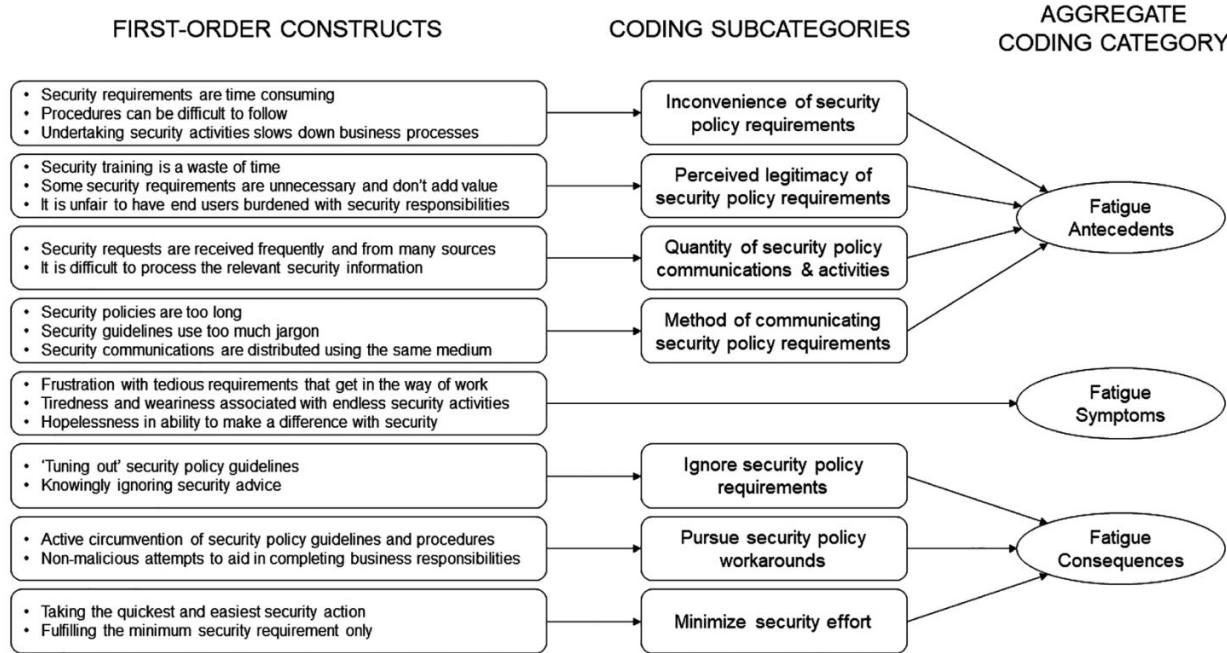 FIRST-ORDER CONSTRUCTS
CODING SUBCATEGORIES
AGGREGATE
CODING CATEGORY
• Security requirements are time consuming
• Procedures can be difficult to follow
• Undertaking security activities slows down business processes
Inconvenience of security
policy requirements
• Security training is a waste of time
• Some security requirements are unnecessary and don't add value
• It is unfair to have end users burdened with security responsibilities
Perceived legitimacy of
security policy requirements
• Security requests are received frequently and from many sources
• It is difficult to process the relevant security information
Quantity of security policy
communications & activities
• Security policies are too long
• Security guidelines use too much jargon
• Security communications are distributed using the same medium
Method of communicating
security policy requirements
Fatigue
Antecedents
• Frustration with tedious requirements that get in the way of work
• Tiredness and weariness associated with endless security activities
• Hopelessness in ability to make a difference with security
Fatigue
Symptoms
• 'Tuning out' security policy guidelines
• Knowingly ignoring security advice
Ignore security policy
requirements
• Active circumvention of security policy guidelines and procedures
• Non-malicious attempts to aid in completing business responsibilities
Pursue security policy
workarounds
• Taking the quickest and easiest security action
• Fulfilling the minimum security requirement only
Minimize security effort
Fatigue
Consequences